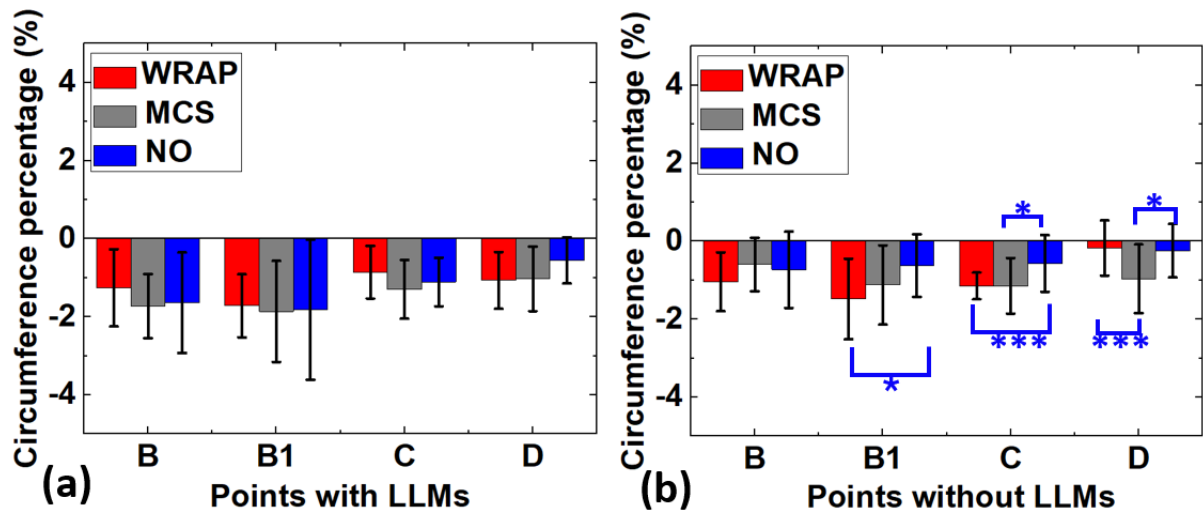 Circumference percentage (%)
4
2
0
-2
-4
WRAP
MCS
NO
B B1 C D
Points with LLMs
(a)
Circumference percentage (%)
4
2
0
-2
-4
WRAP
MCS
NO
*
*
*
***
***
B B1 C D
Points without LLMs
(b)